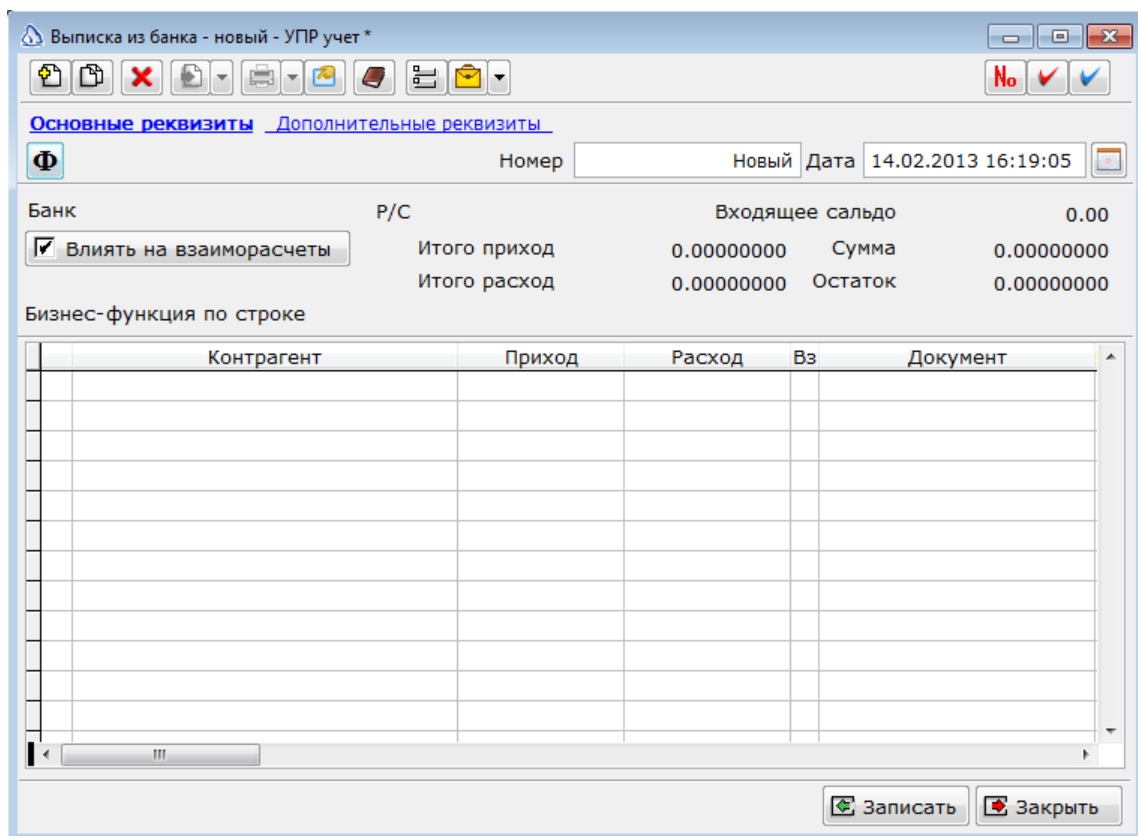 Выписка из банка - новый - УПР учет *
No
Основные реквизиты Дополнительные реквизиты
Ф Номер Новый Дата 14.02.2013 16:19:05
Банк Р/С Входящее сальдо 0.00
Влиять на взаиморасчеты Итого приход 0.00000000 Сумма 0.00000000
Итого расход 0.00000000 Остаток 0.00000000
Бизнес-функция по строке
Контрагент Приход Расход Вз Документ
Записать Закрыть